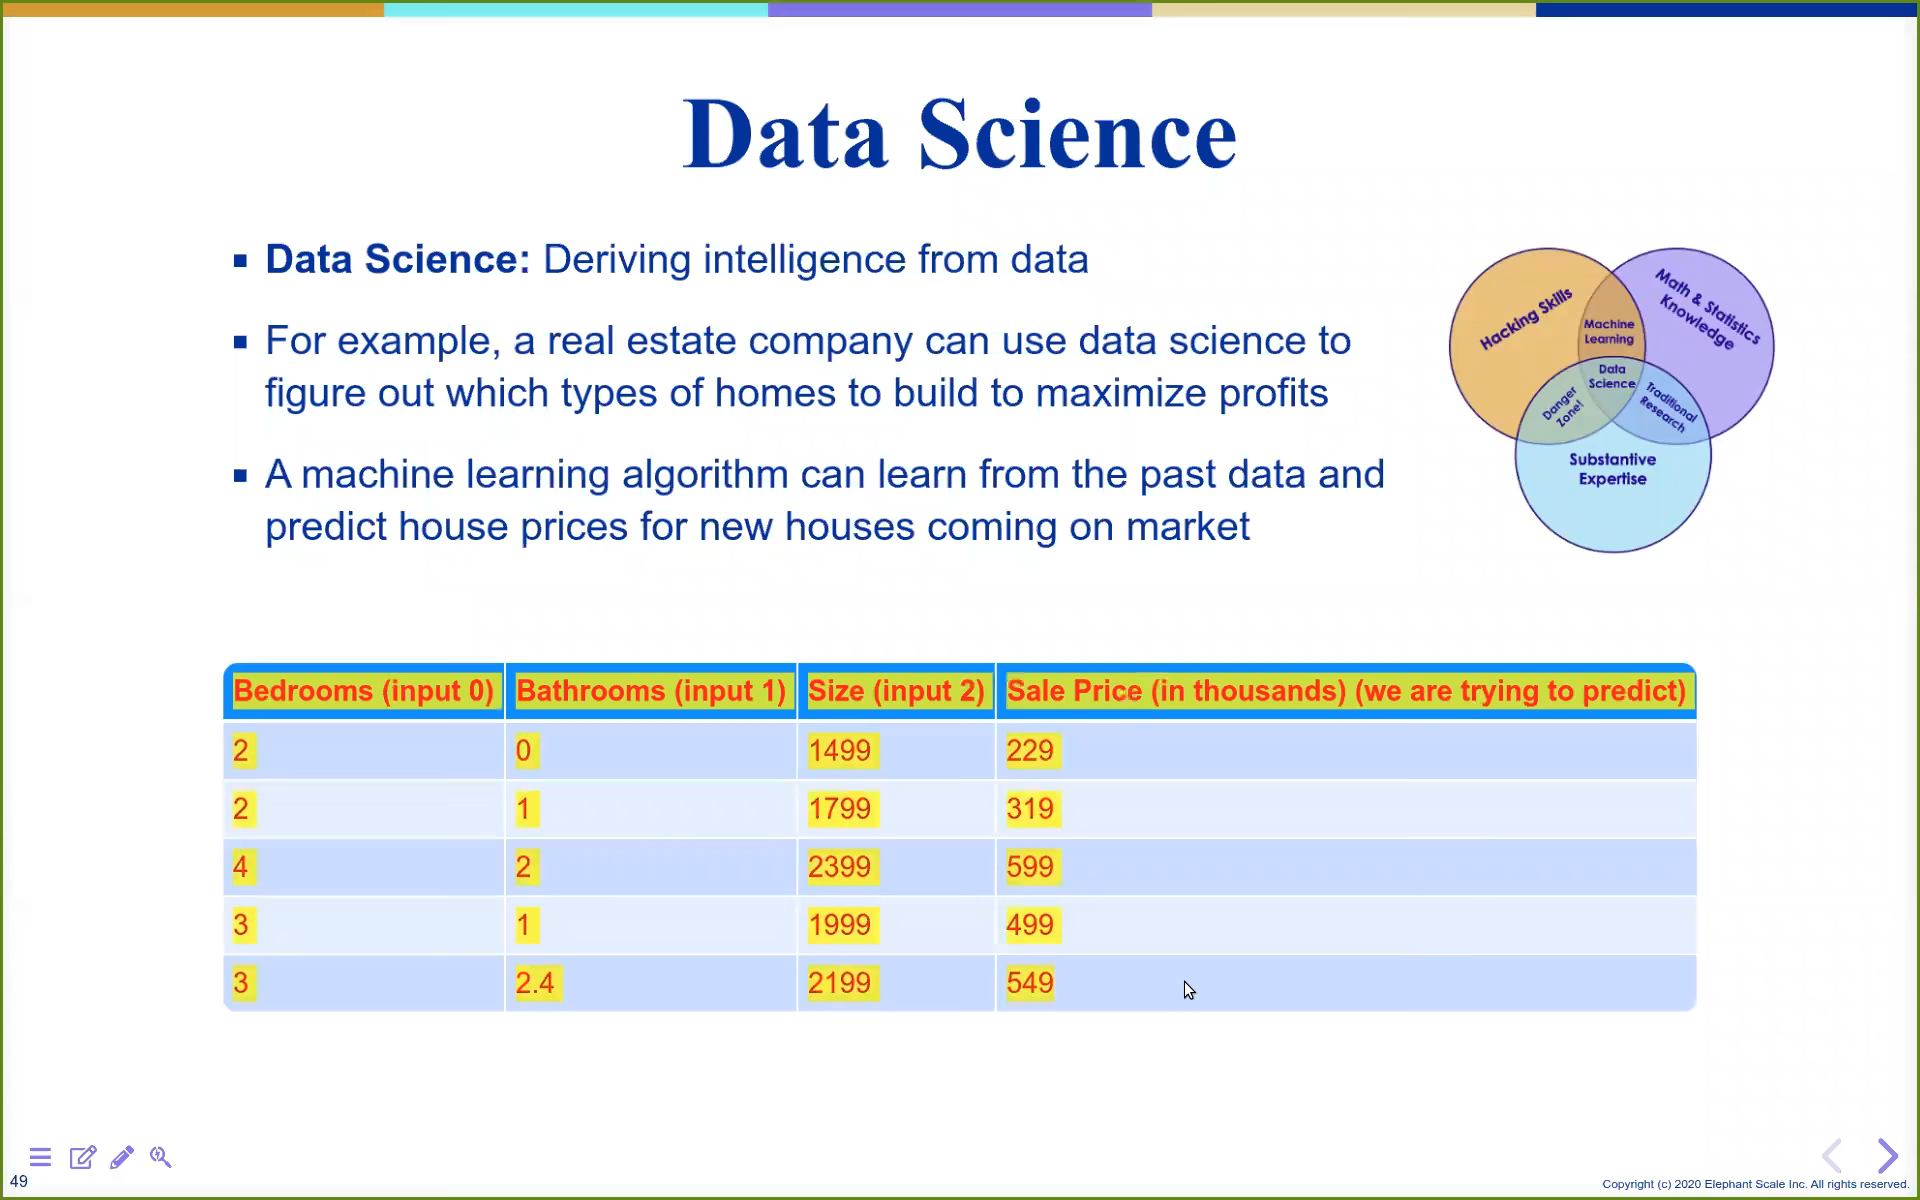 Data Science
Data Science: Deriving intelligence from data
For example, a real estate company can use data science to
figure out which types of homes to build to maximize profits
A machine learning algorithm can learn from the past data and
predict house prices for new houses coming on market
Hacking Skills
Math & Statistics
Knowledge
Machine
Learning
Data
Science
Danger
Zone!
Traditional
Research
Substantive
Expertise
Bedrooms (input 0) Bathrooms (input 1) Size (input 2) Sale Price (in thousands) (we are trying to predict)
2 0 1499 229
2 1 1799 319
4 2 2399 599
3 1 1999 499
3 2.4 2199 549
49
Copyright (c) 2020 Elephant Scale Inc. All rights reserved.